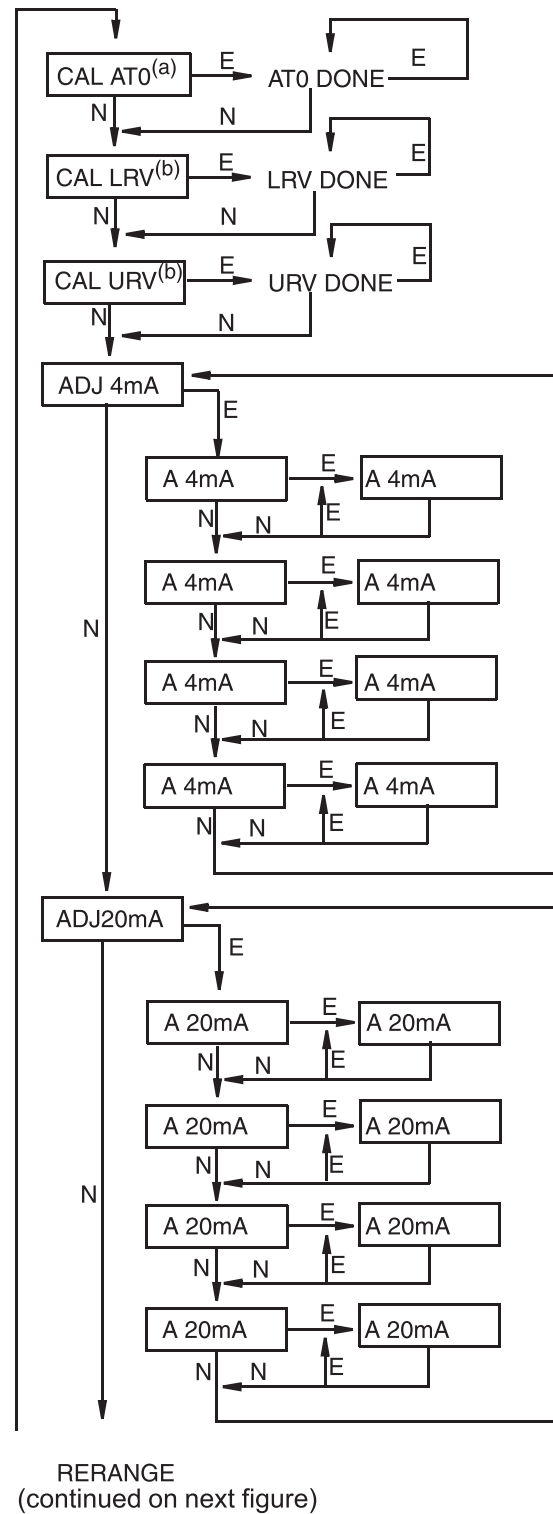 E
CAL AT0(a)
E
AT0 DONE
N
N
E
CAL LRV(b)
E
LRV DONE
N
N
E
CAL URV(b)
E
URV DONE
N
N
ADJ 4mA
E
A 4mA
E
A 4mA
N
N
E
A 4mA
E
A 4mA
N
N
E
N
A 4mA
E
A 4mA
N
N
E
A 4mA
E
A 4mA
N
N
E
ADJ20mA
E
A 20mA
E
A 20mA
N
N
E
A 20mA
E
A 20mA
N
N
E
N
A 20mA
E
A 20mA
N
N
E
A 20mA
E
A 20mA
N
N
E
RERANGE
(continued on next figure)